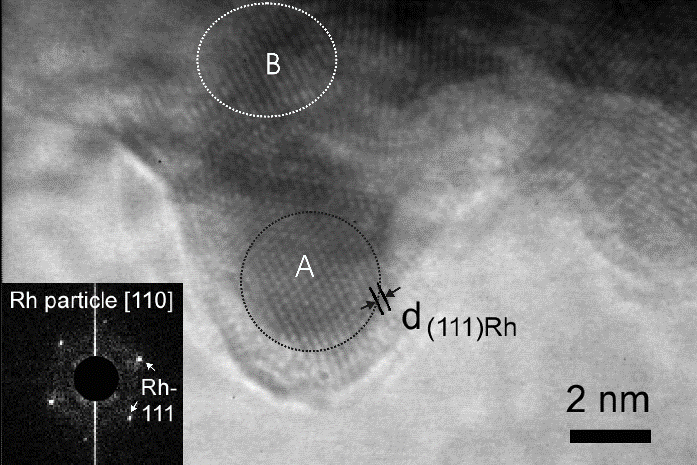 B
A
d(111)Rh
Rh particle [110]
Rh-
111
2 nm